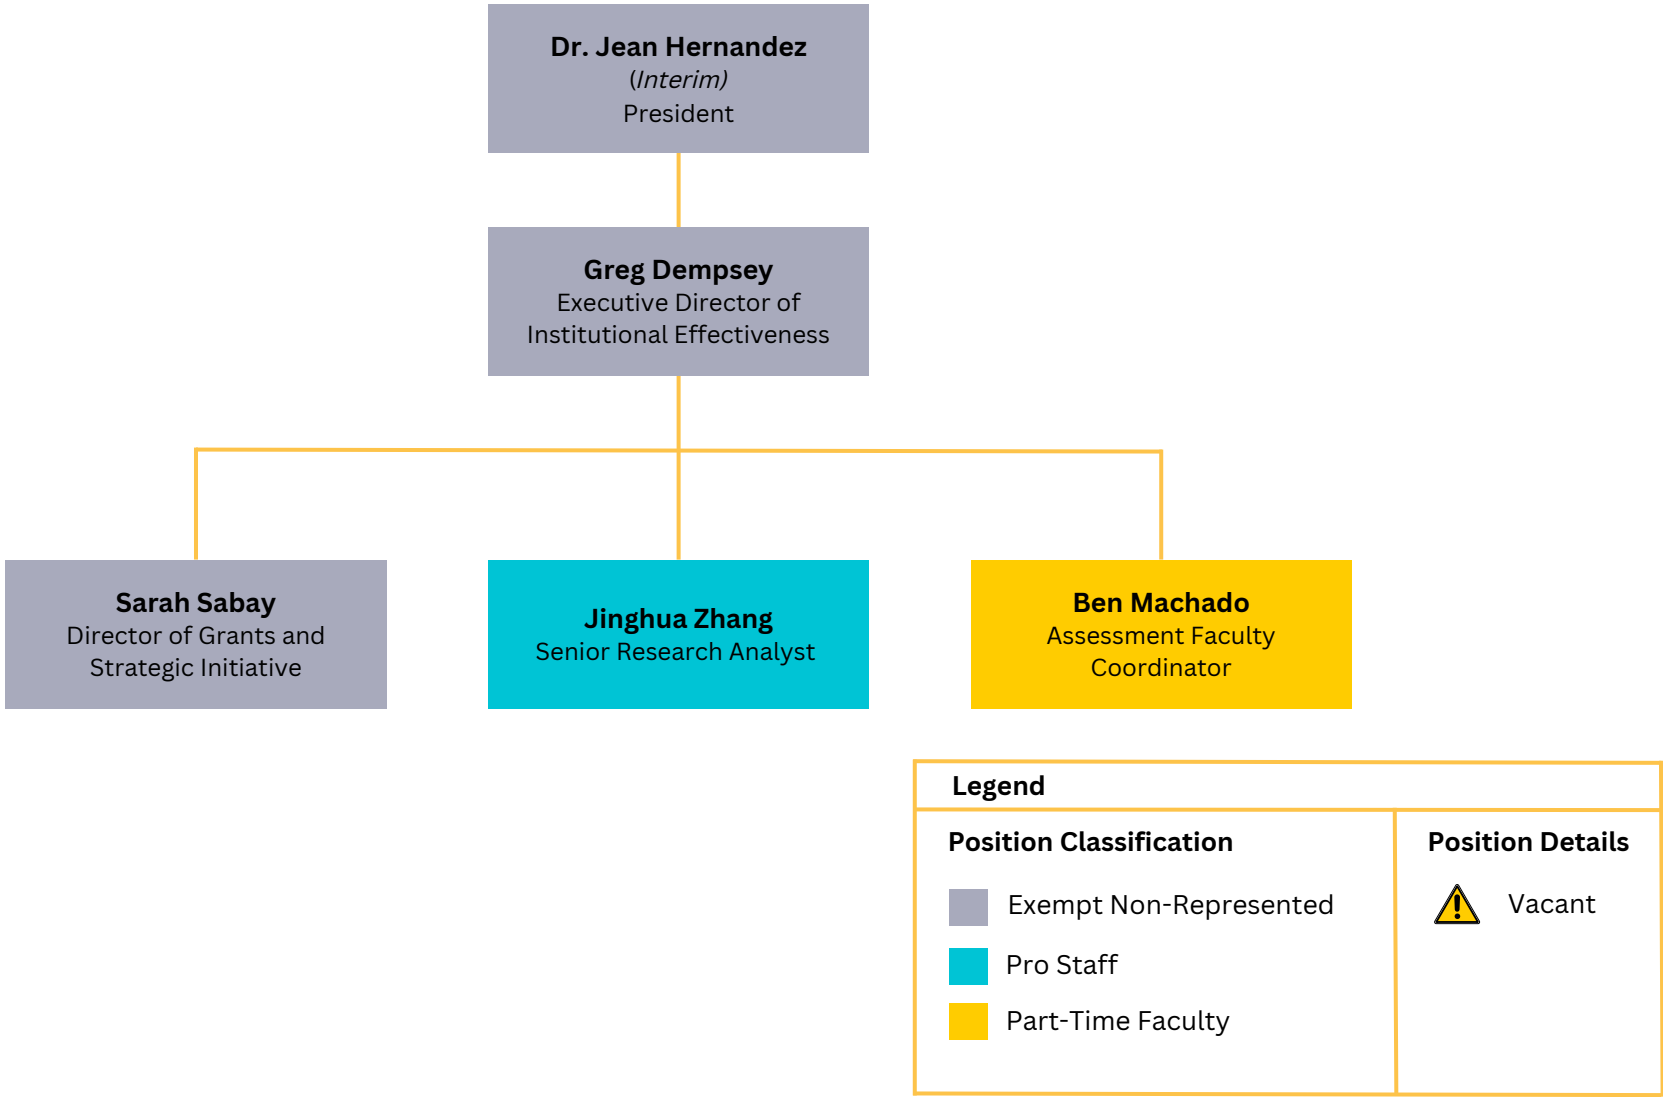 Dr. Jean Hernandez
(Interim)
President
Greg Dempsey
Executive Director of
Institutional Effectiveness
Sarah Sabay
Director of Grants and
Strategic Initiative
Jinghua Zhang
Senior Research Analyst
Ben Machado
Assessment Faculty
Coordinator
Legend
Position Classification
Exempt Non-Represented
Pro Staff
Part-Time Faculty
Position Details
Vacant